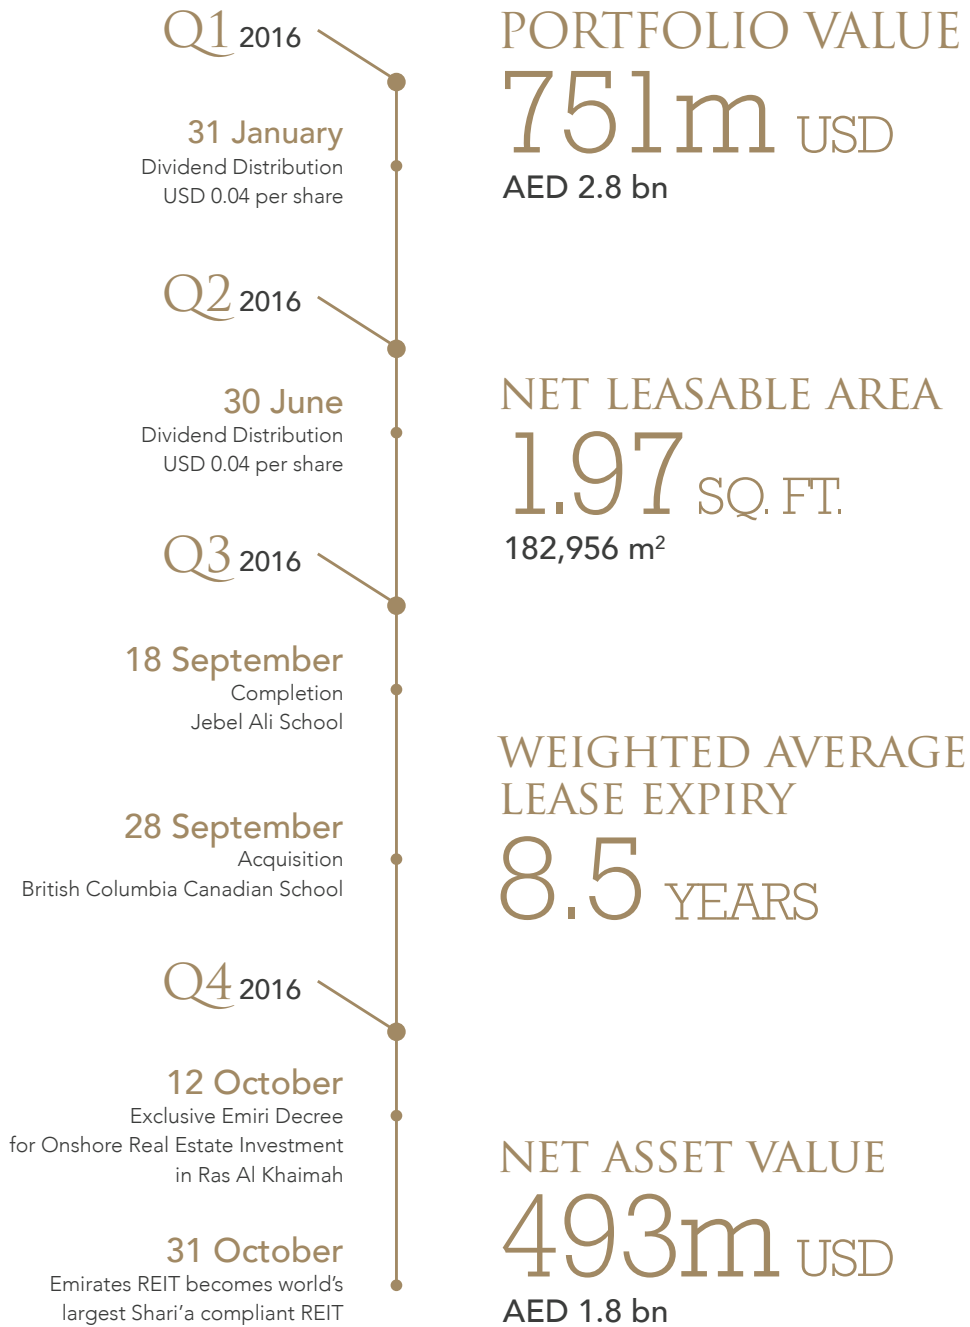 Q1 2016
31 January
Dividend Distribution
USD 0.04 per share
Q2 2016
30 June
Dividend Distribution
USD 0.04 per share
Q3 2016
18 September
Completion
Jebel Ali School
28 September
Acquisition
British Columbia Canadian School
Q4 2016
12 October
Exclusive Emiri Decree
for Onshore Real Estate Investment
in Ras Al Khaimah
31 October
Emirates REIT becomes world’s
largest Shari’a compliant REIT
PORTFOLIO VALUE
751m USD
AED 2.8 bn
NET LEASABLE AREA
1.97 SQ. FT.
182,956 m²
WEIGHTED AVERAGE
LEASE EXPIRY
8.5 YEARS
NET ASSET VALUE
493m USD
AED 1.8 bn